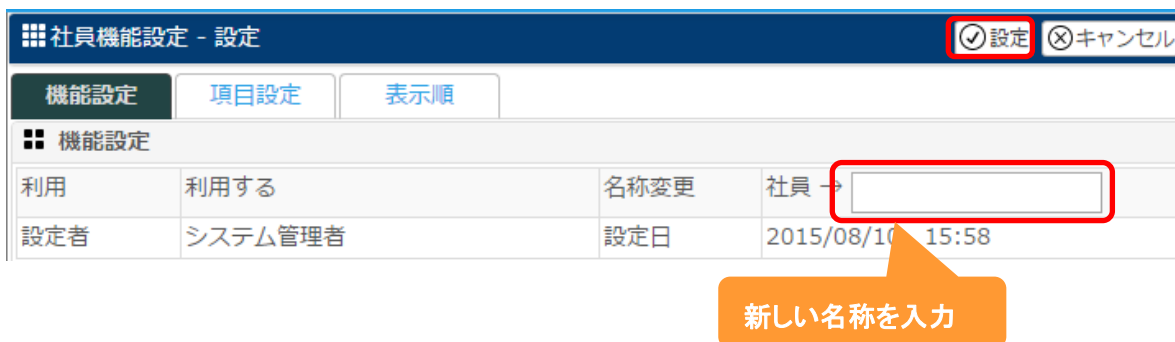 社員機能設定 - 設定 設定 キャンセル
機能設定 項目設定 表示順
機能設定
利用 利用する 名称変更 社員 →
設定者 システム管理者 設定日 2015/08/10 15:58
新しい名称を入力